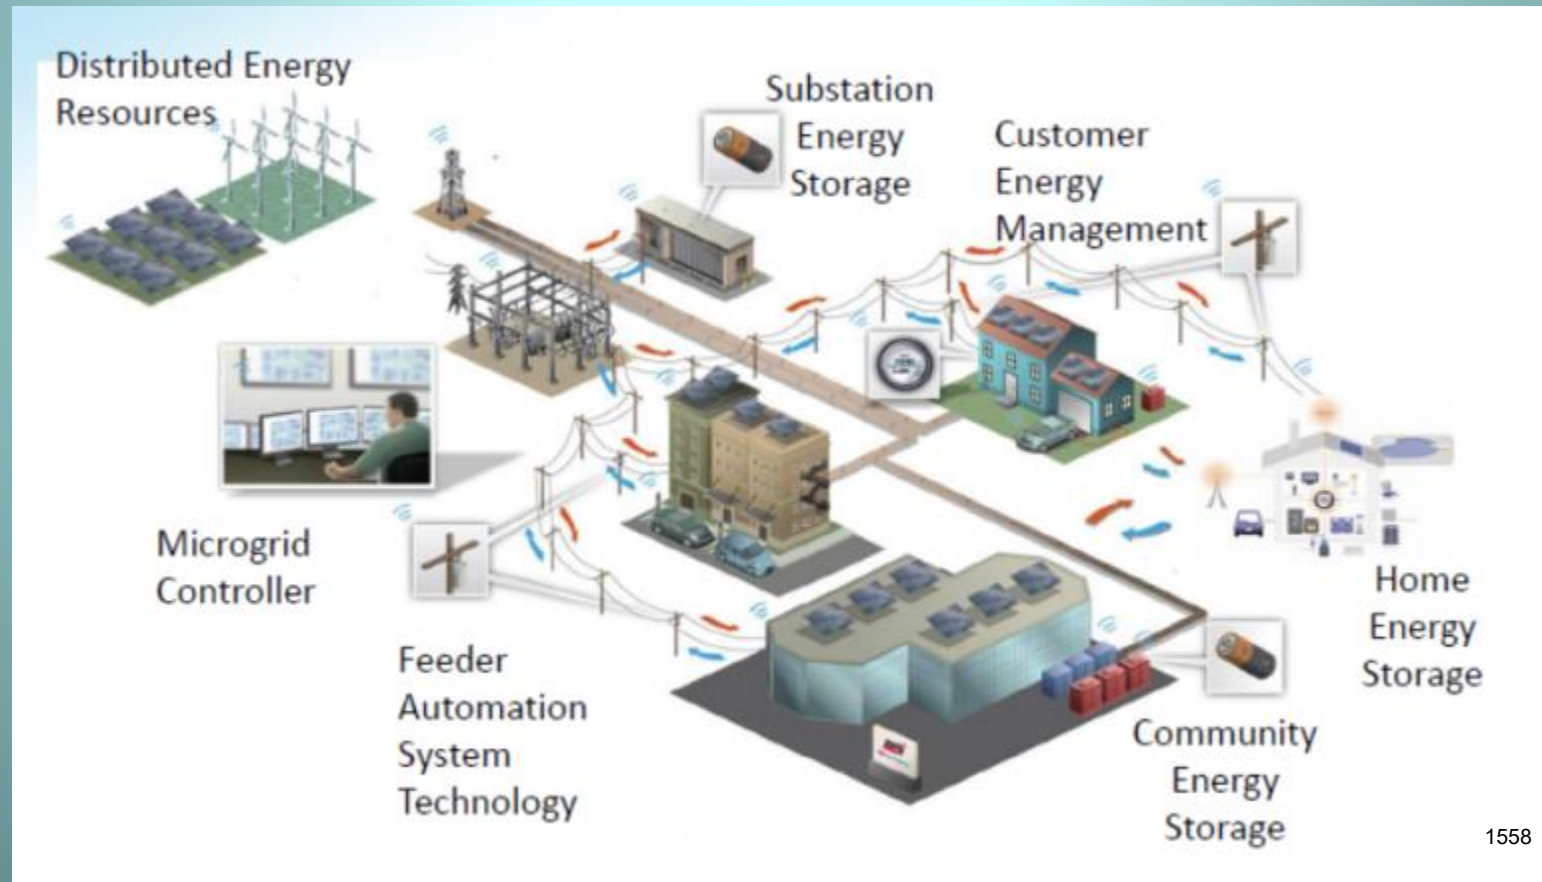 Distributed Energy
Resources
Substation
Energy
Storage
Customer
Energy
Management
Microgrid
Controller
Feeder
Automation
System
Technology
Home
Energy
Storage
Community
Energy
Storage
1558